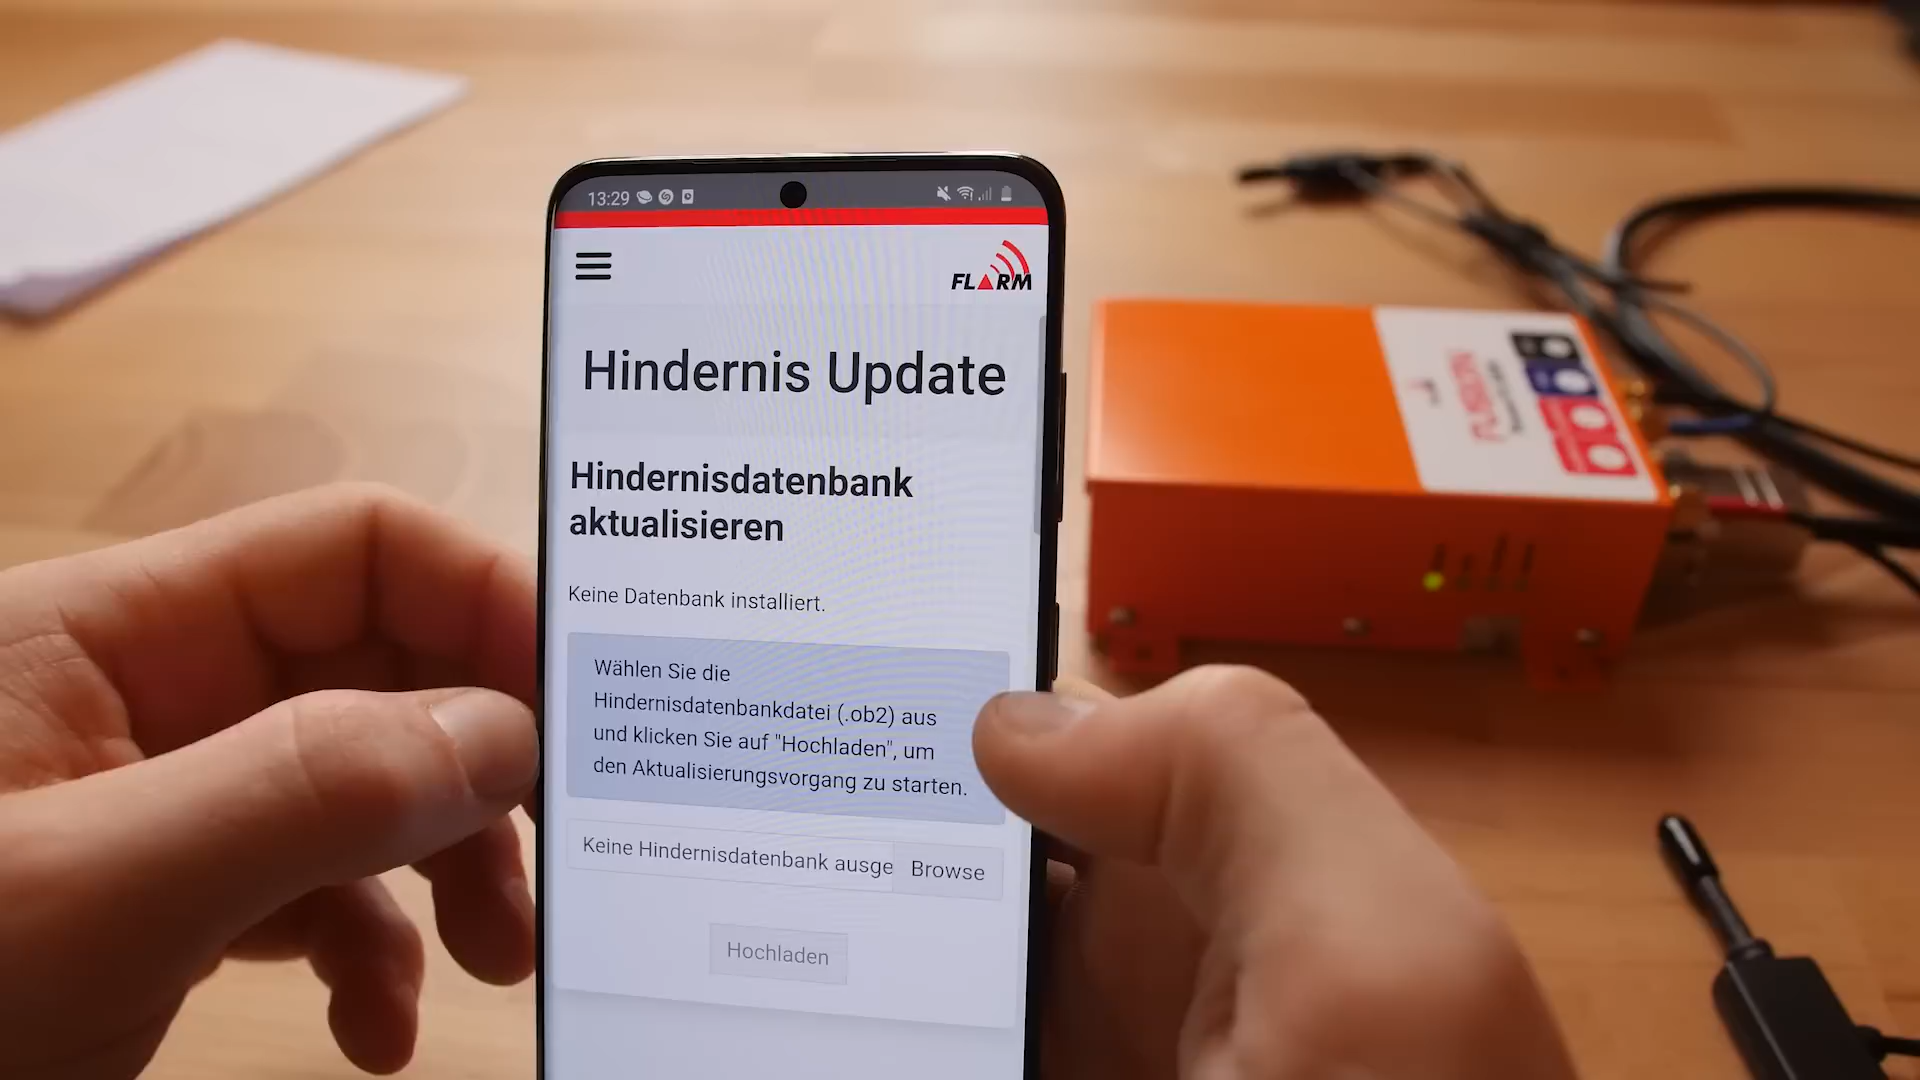 13:29
FLARM
Hindernis Update
Hindernisdatenbank
aktualisieren
Keine Datenbank installiert.
Wählen Sie die
Hindernisdatenbankdatei (.ob2) aus
und klicken Sie auf "Hochladen", um
den Aktualisierungsvorgang zu starten.
Keine Hindernisdatenbank ausge
Browse
Hochladen
FUSION